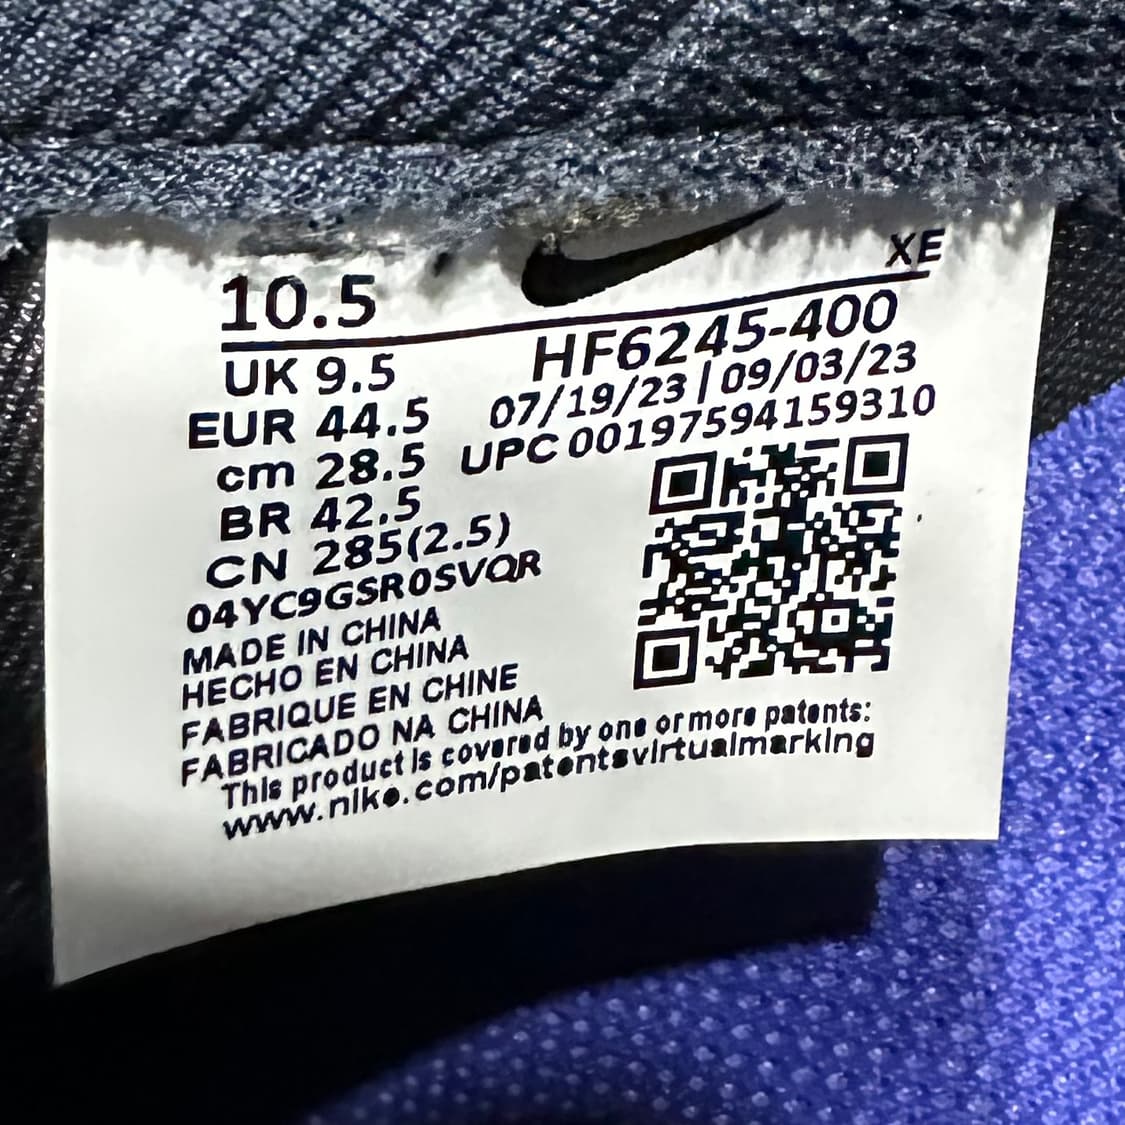 10.5
XE
UK 9.5
EUR 44.5
cm 28.5
BR 42.5
CN 285(2.5)
HF6245-400
07/19/23 | 09/03/23
UPC 00197594159310
04YC9GSR0SVQR
MADE IN CHINA
HECHO EN CHINA
FABRIQUE EN CHINE
FABRICADO NA CHINA
This product is covered by one or more patents:
www.nike.com/patentsvirtualmarking